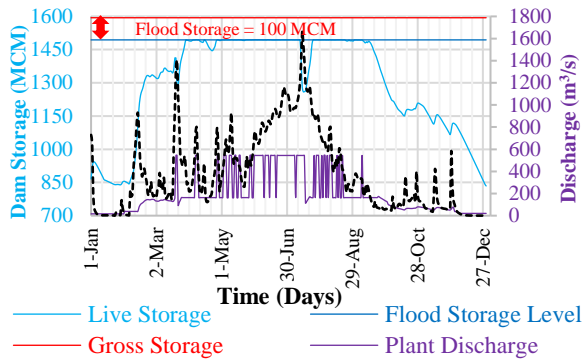 Flood Storage = 100 MCM
Dam Storage (MCM)
1600
1450
1300
1150
1000
850
700
1800
1600
1400
1200
1000
800
600
400
200
0
Discharge (m³/s)
1-Jan
2-Mar
1-May
30-Jun
29-Aug
28-Oct
27-Dec
Time (Days)
Live Storage
Flood Storage Level
Gross Storage
Plant Discharge